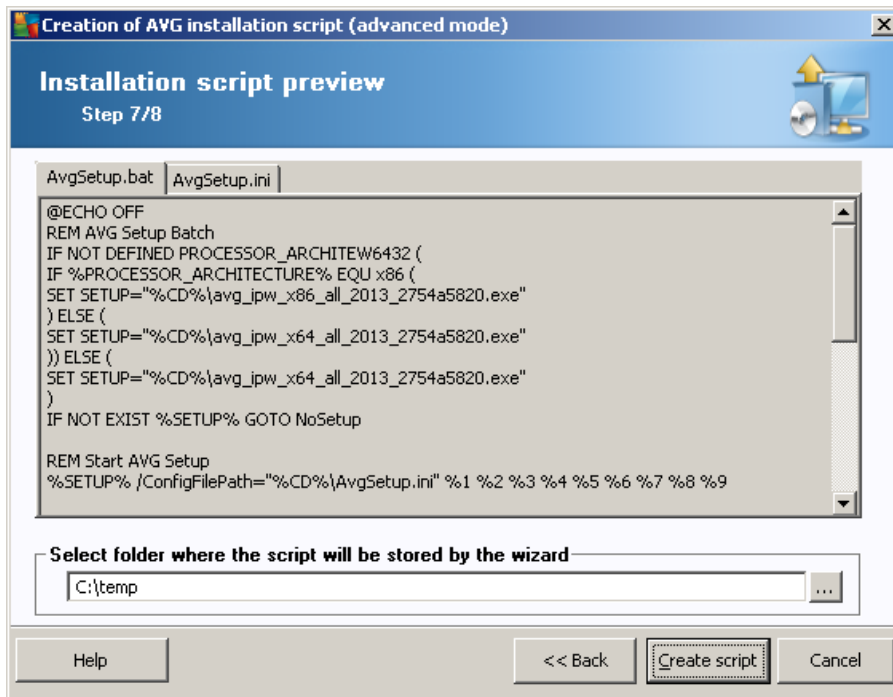 Creation of AVG installation script (advanced mode)
Installation script preview
Step 7/8
AvgSetup.bat
AvgSetup.ini
@ECHO OFF
REM AVG Setup Batch
IF NOT DEFINED PROCESSOR_ARCHITEW6432 (
IF %PROCESSOR_ARCHITECTURE% EQU x86 (
SET SETUP="%CD%\avg_ipw_x86_all_2013_2754a5820.exe"
) ELSE (
SET SETUP="%CD%\avg_ipw_x64_all_2013_2754a5820.exe"
)) ELSE (
SET SETUP="%CD%\avg_ipw_x64_all_2013_2754a5820.exe"
)
IF NOT EXIST %SETUP% GOTO NoSetup
REM Start AVG Setup
%SETUP% /ConfigFilePath="%CD%\AvgSetup.ini" %1 %2 %3 %4 %5 %6 %7 %8 %9
Select folder where the script will be stored by the wizard
C:\temp
...
Help
<< Back
Create script
Cancel